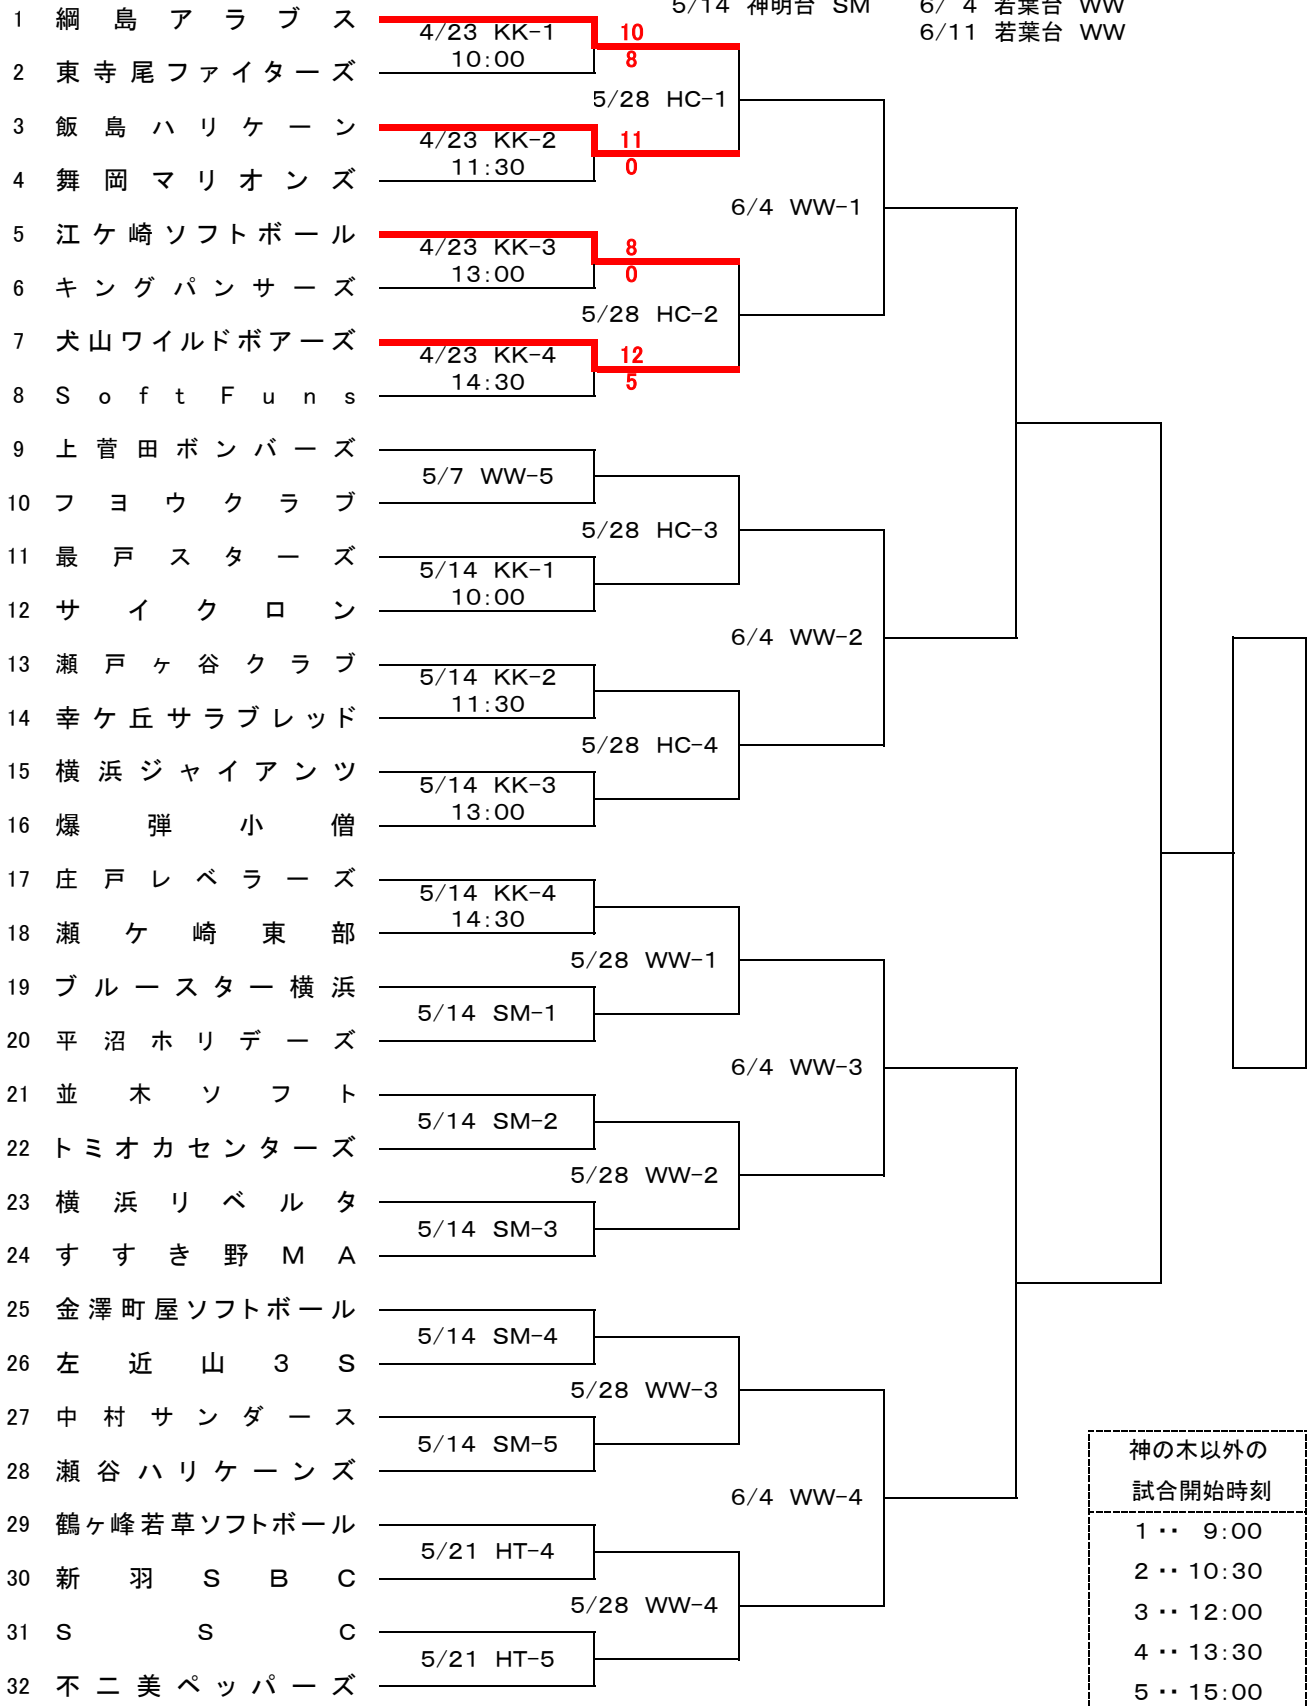 5/14 神明台 SM 6/ 4 若葉台 WW
6/11 若葉台 WW
1 綱島アラブス
4/23 KK-1
10:00
10
8
2 東寺尾ファイターズ
5/28 HC-1
3 飯島ハリケーン
4/23 KK-2
11:30
11
0
4 舞岡マリオンズ
6/4 WW-1
5 江ケ崎ソフトボール
4/23 KK-3
13:00
8
0
6 キングパンサーズ
5/28 HC-2
7 犬山ワイルドボアーズ
4/23 KK-4
14:30
12
5
8 Soft Funs
9 上菅田ボンバーズ
5/7 WW-5
10 フヨウクラブ
5/28 HC-3
11 最戸スターズ
5/14 KK-1
10:00
12 サイクロン
6/4 WW-2
13 瀬戸ヶ谷クラブ
5/14 KK-2
11:30
14 幸ケ丘サラブレッド
5/28 HC-4
15 横浜ジャイアンツ
5/14 KK-3
13:00
16 爆弾小僧
17 庄戸レベラーズ
5/14 KK-4
14:30
18 瀬ケ崎東部
5/28 WW-1
19 ブルースター横浜
5/14 SM-1
20 平沼ホリデーズ
6/4 WW-3
21 並木ソフト
5/14 SM-2
22 トミオカセンターズ
5/28 WW-2
23 横浜リベルタ
5/14 SM-3
24 すすき野MA
25 金澤町屋ソフトボール
5/14 SM-4
26 左近山3S
5/28 WW-3
27 中村サンダース
5/14 SM-5
28 瀬谷ハリケーンズ
6/4 WW-4
29 鶴ヶ峰若草ソフトボール
5/21 HT-4
30 新羽SBC
5/28 WW-4
31 SSC
5/21 HT-5
32 不二美ペッパーズ
神の木以外の
試合開始時刻
1 ‥ 9:00
2 ‥ 10:30
3 ‥ 12:00
4 ‥ 13:30
5 ‥ 15:00